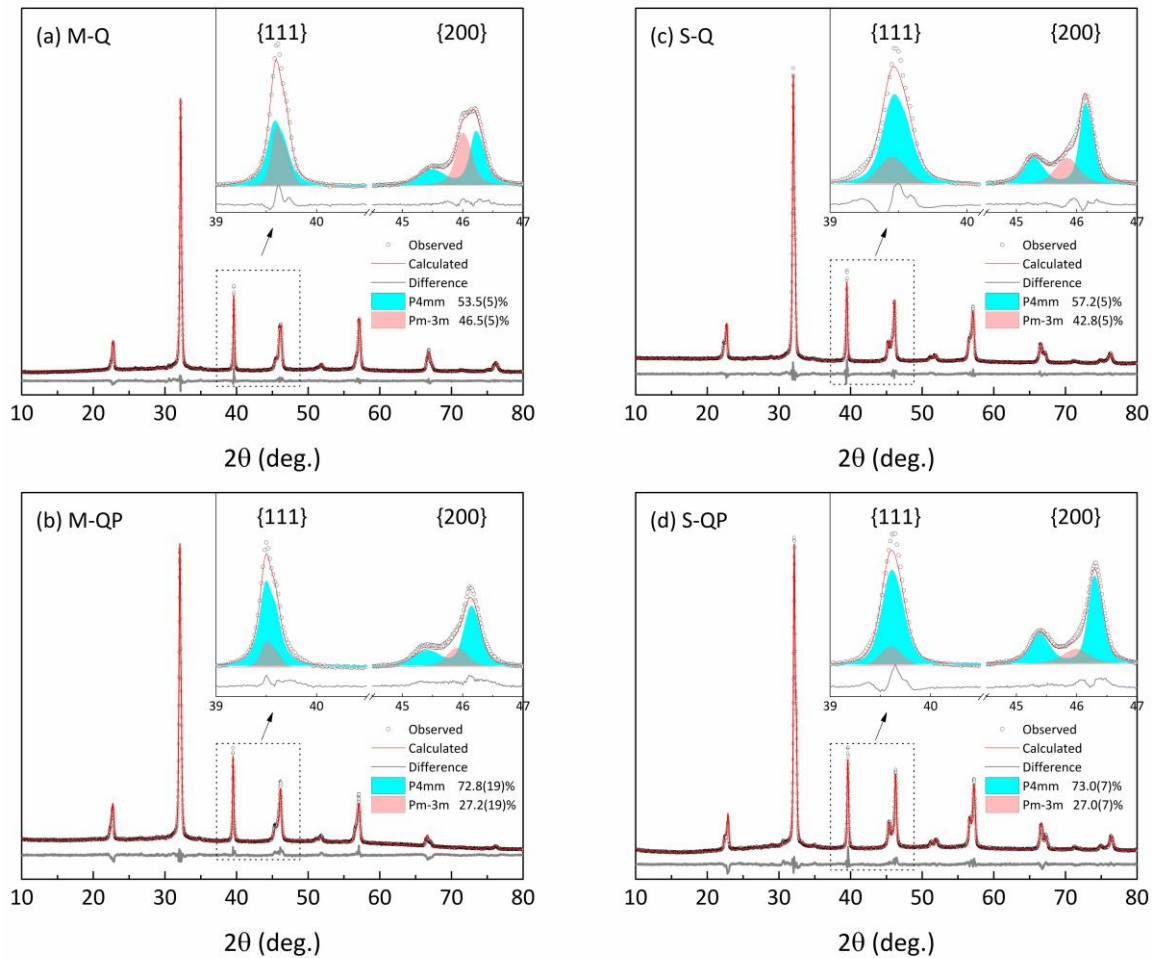 (a) M-Q
{111} {200}
39 40 45 46 47
Observed
Calculated
Difference
P4mm 53.5(5)%
Pm-3m 46.5(5)%
10 20 30 40 50 60 70 80
2θ (deg.)
(c) S-Q
{111} {200}
39 40 45 46 47
Observed
Calculated
Difference
P4mm 57.2(5)%
Pm-3m 42.8(5)%
10 20 30 40 50 60 70 80
2θ (deg.)
(b) M-QP
{111} {200}
39 40 45 46 47
Observed
Calculated
Difference
P4mm 72.8(19)%
Pm-3m 27.2(19)%
10 20 30 40 50 60 70 80
2θ (deg.)
(d) S-QP
{111} {200}
39 40 45 46 47
Observed
Calculated
Difference
P4mm 73.0(7)%
Pm-3m 27.0(7)%
10 20 30 40 50 60 70 80
2θ (deg.)